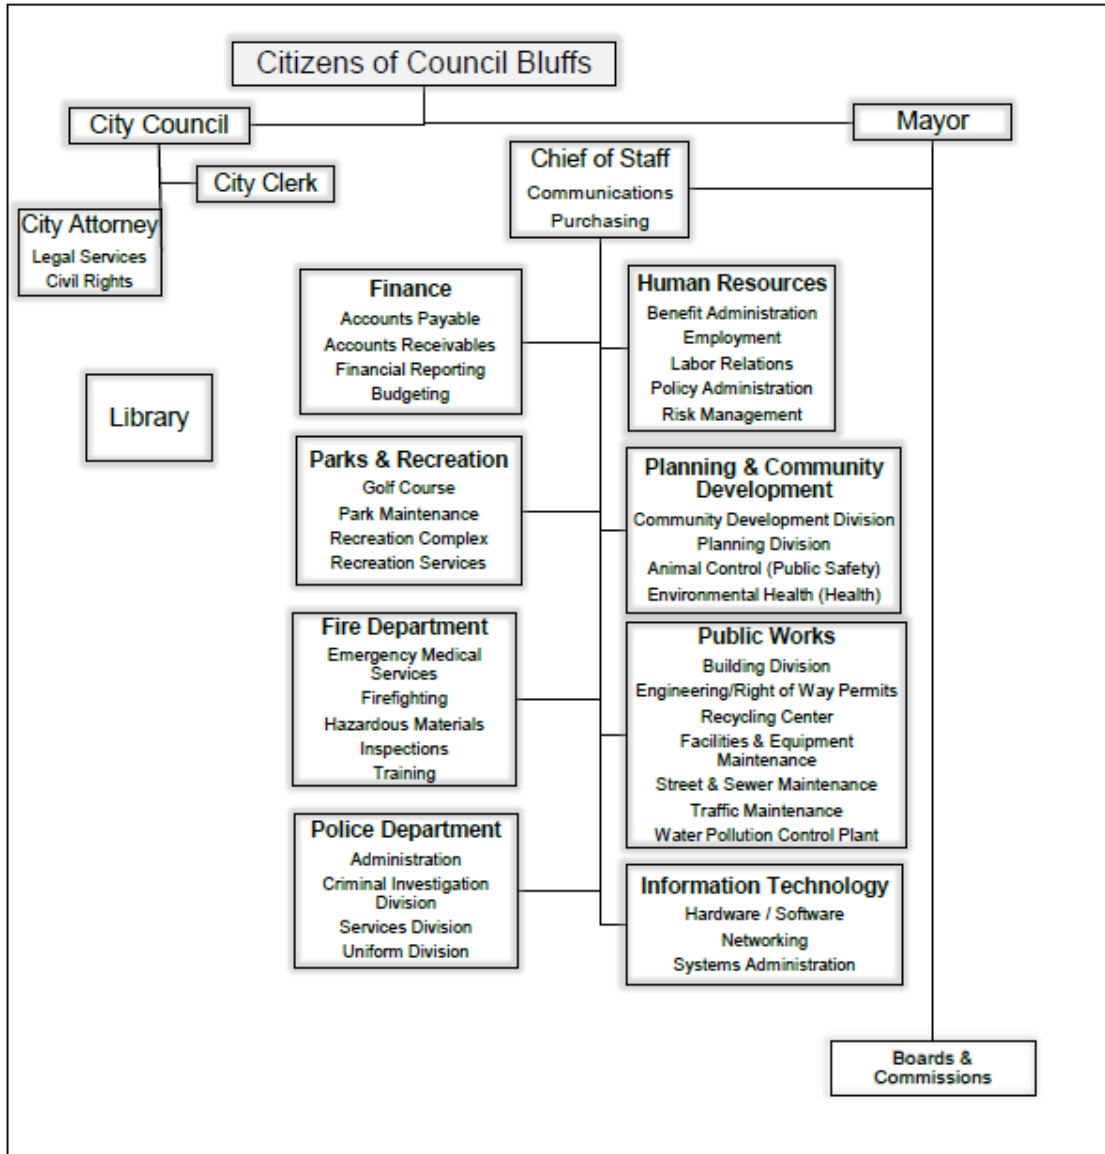 Citizens of Council Bluffs
City Council
Mayor
Chief of Staff
Communications
Purchasing
City Clerk
City Attorney
Legal Services
Civil Rights
Finance
Accounts Payable
Accounts Receivables
Financial Reporting
Budgeting
Human Resources
Benefit Administration
Employment
Labor Relations
Policy Administration
Risk Management
Library
Parks & Recreation
Golf Course
Park Maintenance
Recreation Complex
Recreation Services
Planning & Community
Development
Community Development Division
Planning Division
Animal Control (Public Safety)
Environmental Health (Health)
Fire Department
Emergency Medical
Services
Firefighting
Hazardous Materials
Inspections
Training
Public Works
Building Division
Engineering/Right of Way Permits
Recycling Center
Facilities & Equipment
Maintenance
Street & Sewer Maintenance
Traffic Maintenance
Water Pollution Control Plant
Police Department
Administration
Criminal Investigation
Division
Services Division
Uniform Division
Information Technology
Hardware / Software
Networking
Systems Administration
Boards &
Commissions